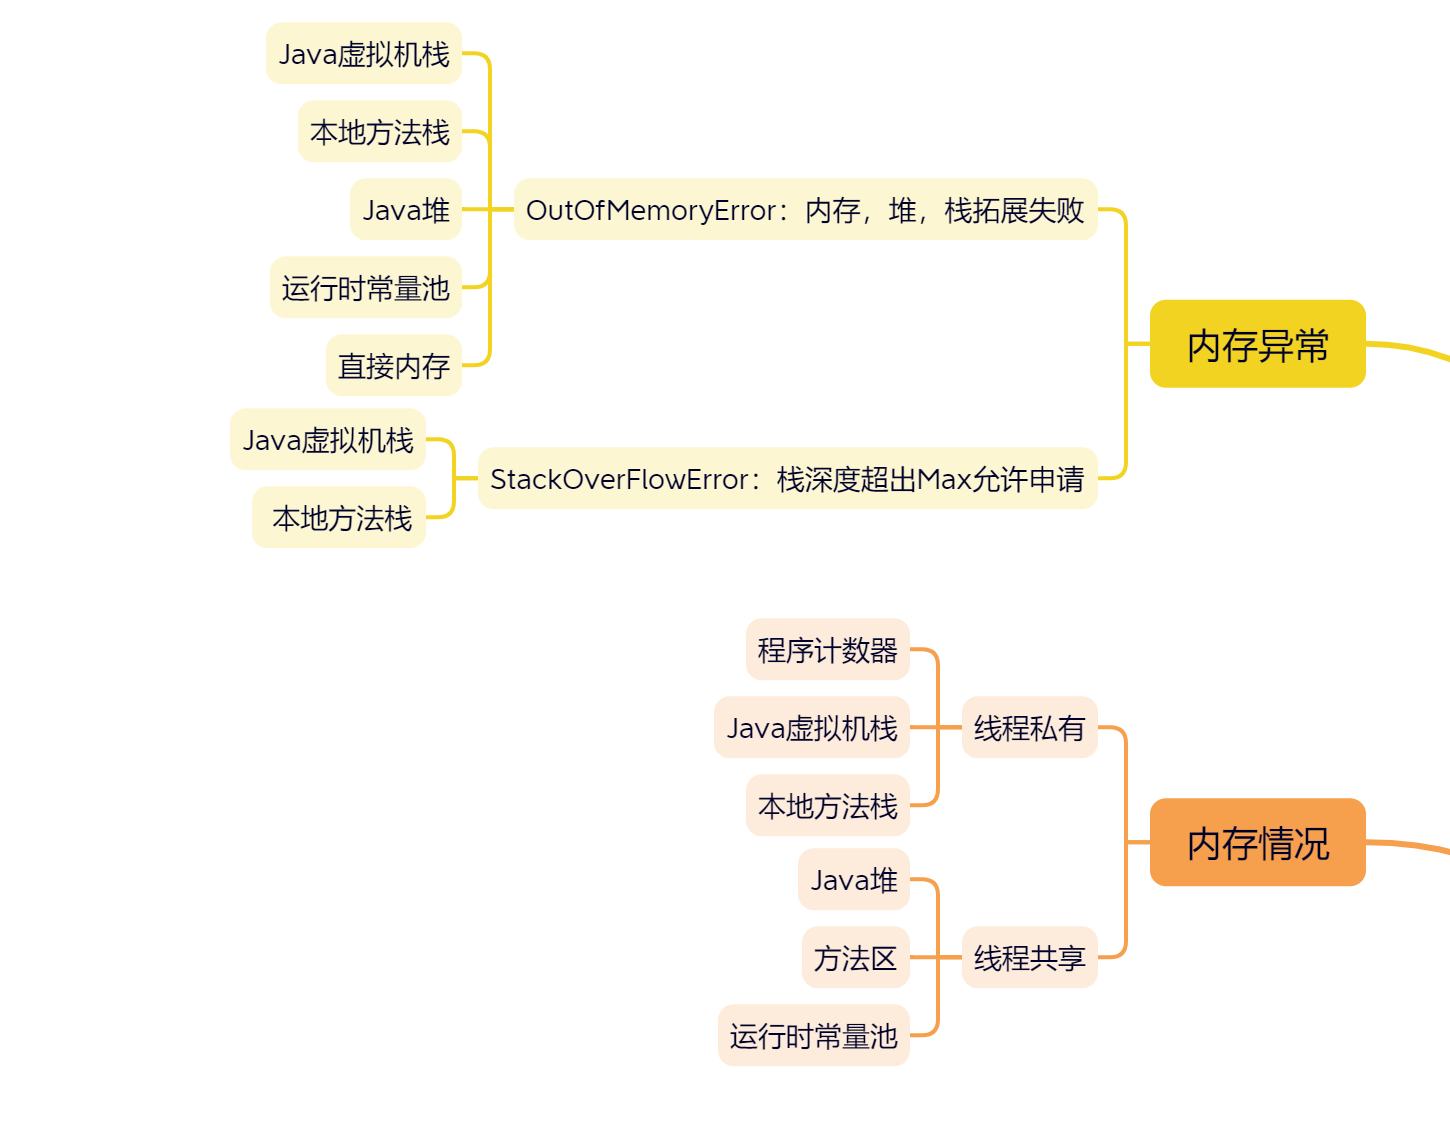 Java虚拟机栈
本地方法栈
Java堆
运行时常量池
直接内存
OutOfMemoryError：内存，堆，栈拓展失败
内存异常
Java虚拟机栈
本地方法栈
StackOverFlowError：栈深度超出Max允许申请
程序计数器
Java虚拟机栈
本地方法栈
线程私有
内存情况
Java堆
方法区
运行时常量池
线程共享